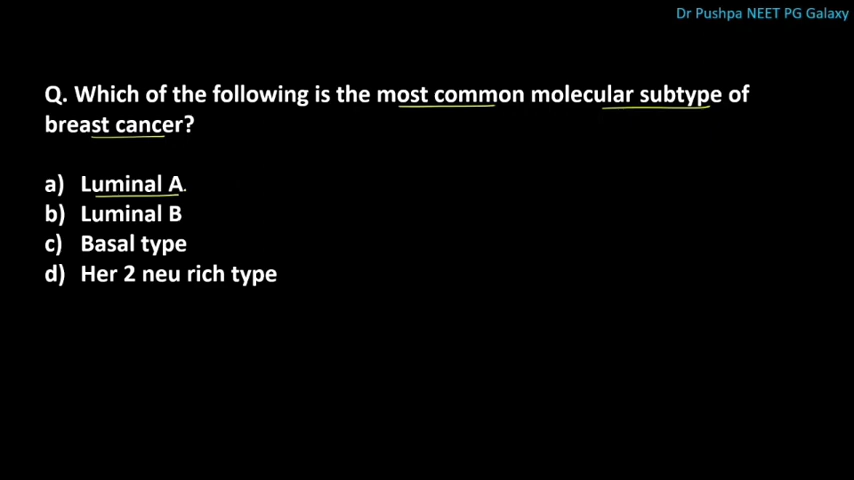 Dr Pushpa NEET PG Galaxy
Q. Which of the following is the most common molecular subtype of
breast cancer?
a) Luminal A.
b) Luminal B
c) Basal type
d) Her 2 neu rich type